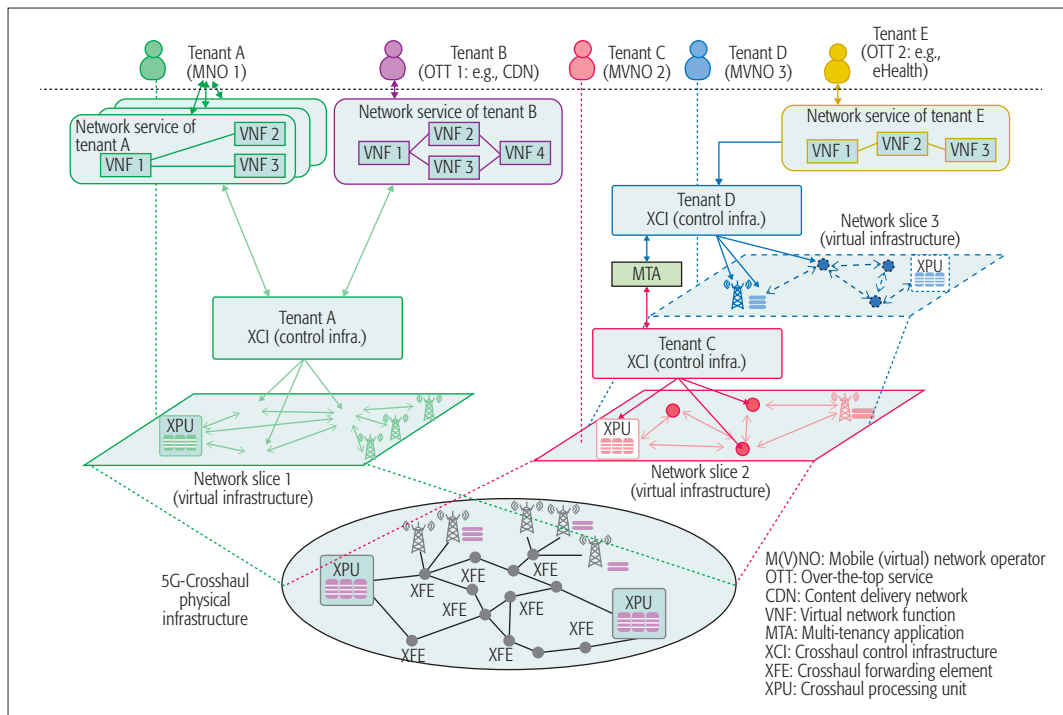 Tenant A
(MNO 1)
Tenant B
(OTT 1: e.g., CDN)
Tenant C
(MVNO 2)
Tenant D
(MVNO 3)
Tenant E
(OTT 2: e.g.,
eHealth)
Network service of
tenant A
VNF 1
VNF 2
VNF 3
Network service of tenant B
VNF 1
VNF 2
VNF 3
VNF 4
Network service of tenant E
VNF 1
VNF 2
VNF 3
Tenant D
XCI (control infra.)
Network slice 3
(virtual infrastructure)
XPU
MTA
Tenant A
XCI (control infra.)
Tenant C
XCI (control infra.)
XPU
Network slice 1
(virtual infrastructure)
XPU
Network slice 2
(virtual infrastructure)
5G-Crosshaul
physical
infrastructure
XPU
XFE
XFE
XFE
XFE
XFE
XFE
XFE
XFE
XPU
M(V)NO: Mobile (virtual) network operator
OTT: Over-the-top service
CDN: Content delivery network
VNF: Virtual network function
MTA: Multi-tenancy application
XCI: Crosshaul control infrastructure
XFE: Crosshaul forwarding element
XPU: Crosshaul processing unit